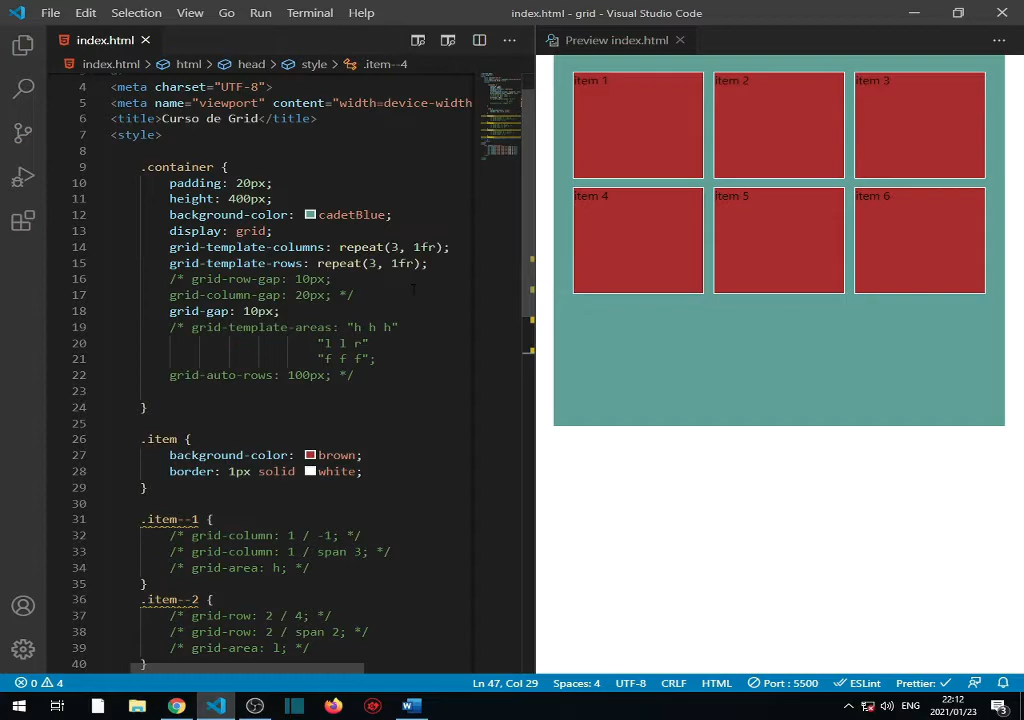 File Edit Selection View Go Run Terminal Help
index.html - grid - Visual Studio Code
index.html
Preview index.html
index.html > html > head > style > .item--4
4 <meta charset="UTF-8">
5 <meta name="viewport" content="width=device-width
6 <title>Curso de Grid</title>
7 <style>
8
9 .container {
10 padding: 20px;
11 height: 400px;
12 background-color: cadetBlue;
13 display: grid;
14 grid-template-columns: repeat(3, 1fr);
15 grid-template-rows: repeat(3, 1fr);
16 /* grid-row-gap: 10px;
17 grid-column-gap: 20px; */
18 grid-gap: 10px;
19 /* grid-template-areas: "h h h"
20 "l l r"
21 "f f f";
22 grid-auto-rows: 100px; */
23
24 }
25
26 .item {
27 background-color: brown;
28 border: 1px solid white;
29 }
30
31 .item--1 {
32 /* grid-column: 1 / -1; */
33 /* grid-column: 1 / span 3; */
34 /* grid-area: h; */
35 }
36 .item--2 {
37 /* grid-row: 2 / 4; */
38 /* grid-row: 2 / span 2; */
39 /* grid-area: l; */
40 }
item 1 item 2 item 3
item 4 item 5 item 6
0 4 Ln 47, Col 29 Spaces: 4 UTF-8 CRLF HTML Port : 5500 ESLint Prettier:
ENG
22:12
2021/01/23
3